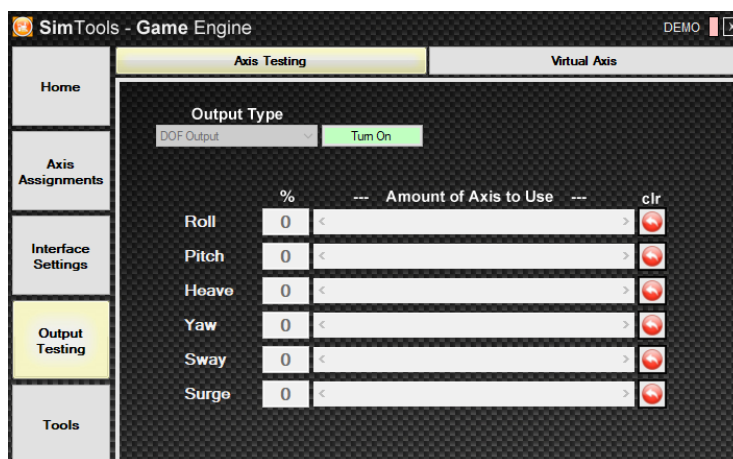 SimTools - Game Engine
DEMO
X
Axis Testing
Virtual Axis
Home
Axis
Assignments
Interface
Settings
Output
Testing
Tools
Output Type
DOF Output
Turn On
% --- Amount of Axis to Use --- clr
Roll 0
Pitch 0
Heave 0
Yaw 0
Sway 0
Surge 0